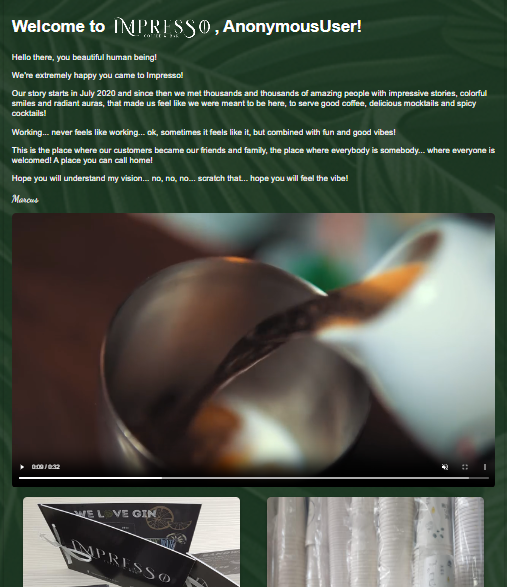 Welcome to IMPRESSO, AnonymousUser!
Hello there, you beautiful human being!
We're extremely happy you came to Impresso!
Our story starts in July 2020 and since then we met thousands and thousands of amazing people with impressive stories, colorful
smiles and radiant auras, that made us feel like we were meant to be here, to serve good coffee, delicious mocktails and spicy
cocktails!
Working... never feels like working... ok, sometimes it feels like it, but combined with fun and good vibes!
This is the place where our customers became our friends and family, the place where everybody is somebody... where everyone is
welcomed! A place you can call home!
Hope you will understand my vision... no, no, no... scratch that... hope you will feel the vibe!
Marcus
0:09 / 0:32
WE LOVE GIN
IMPRESSO